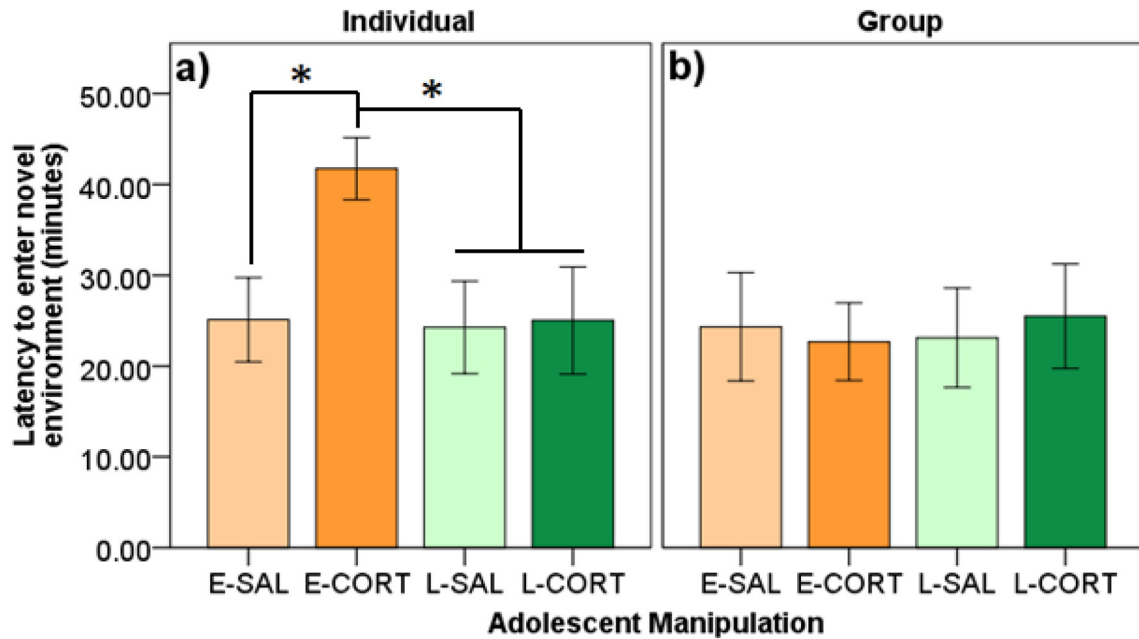 Individual
Group
a)
b)
*
*
Latency to enter novel
environment (minutes)
50.00
40.00
30.00
20.00
10.00
0.00
E-SAL E-CORT L-SAL L-CORT
E-SAL E-CORT L-SAL L-CORT
Adolescent Manipulation